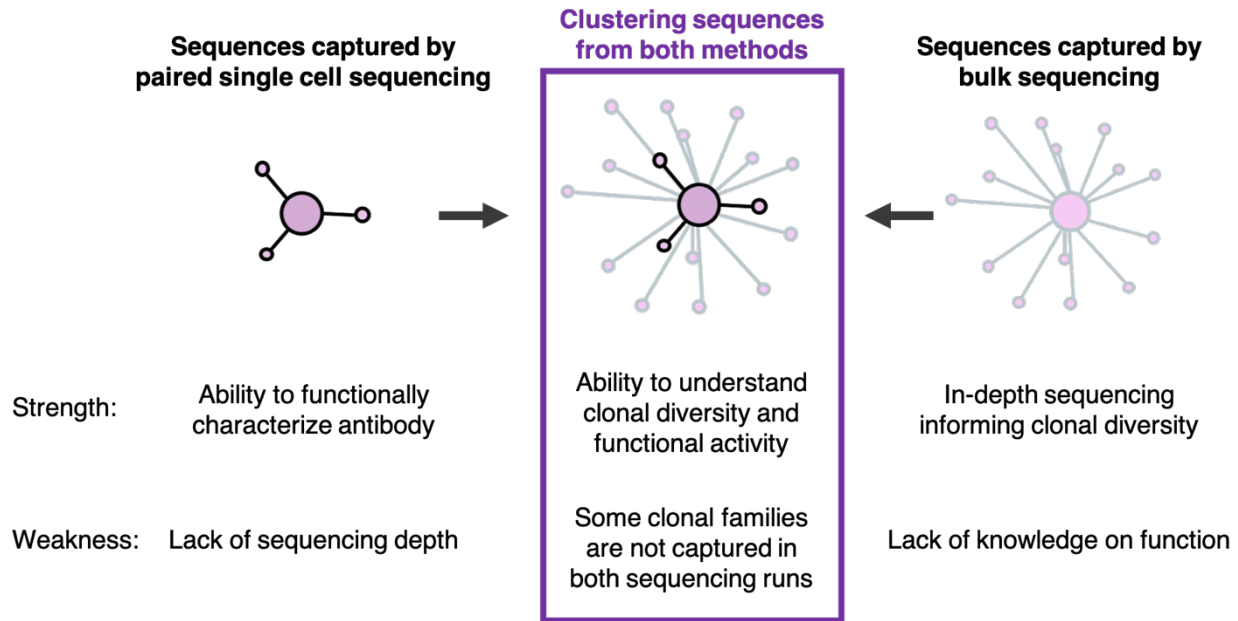 Sequences captured by
paired single cell sequencing
Clustering sequences
from both methods
Sequences captured by
bulk sequencing
Strength:
Ability to functionally
characterize antibody
Ability to understand
clonal diversity and
functional activity
In-depth sequencing
informing clonal diversity
Weakness:
Lack of sequencing depth
Some clonal families
are not captured in
both sequencing runs
Lack of knowledge on function